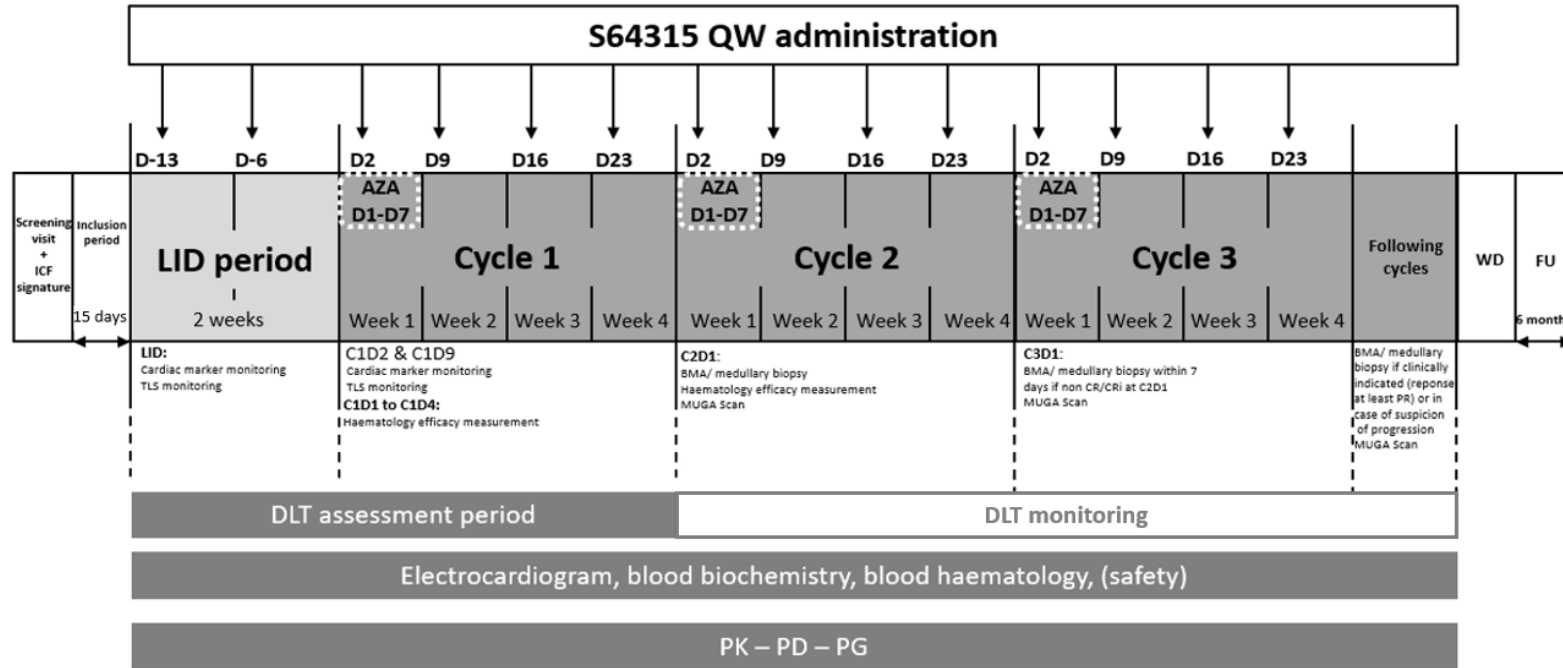 S64315 QW administration
D-13
D-6
D2
D9
D16
D23
D2
D9
D16
D23
D2
D9
D16
D23
Screening
visit
+
ICF
signature
Inclusion
period
15 days
LID period
2 weeks
AZA
D1-D7
Cycle 1
Week 1
Week 2
Week 3
Week 4
AZA
D1-D7
Cycle 2
Week 1
Week 2
Week 3
Week 4
AZA
D1-D7
Cycle 3
Week 1
Week 2
Week 3
Week 4
Following
cycles
WD
FU
6 month
LID:
Cardiac marker monitoring
TLS monitoring
C1D2 & C1D9
Cardiac marker monitoring
TLS monitoring
C1D1 to C1D4:
Haematology efficacy measurement
C2D1:
BMA/ medullary biopsy
Haematology efficacy measurement
MUGA Scan
C3D1:
BMA/ medullary biopsy within 7
days if non CR/CRi at C2D1
MUGA Scan
BMA/ medullary
biopsy if clinically
indicated (reponse
at least PR) or in
case of suspicion
of progression
MUGA Scan
DLT assessment period
DLT monitoring
Electrocardiogram, blood biochemistry, blood haematology, (safety)
PK – PD – PG